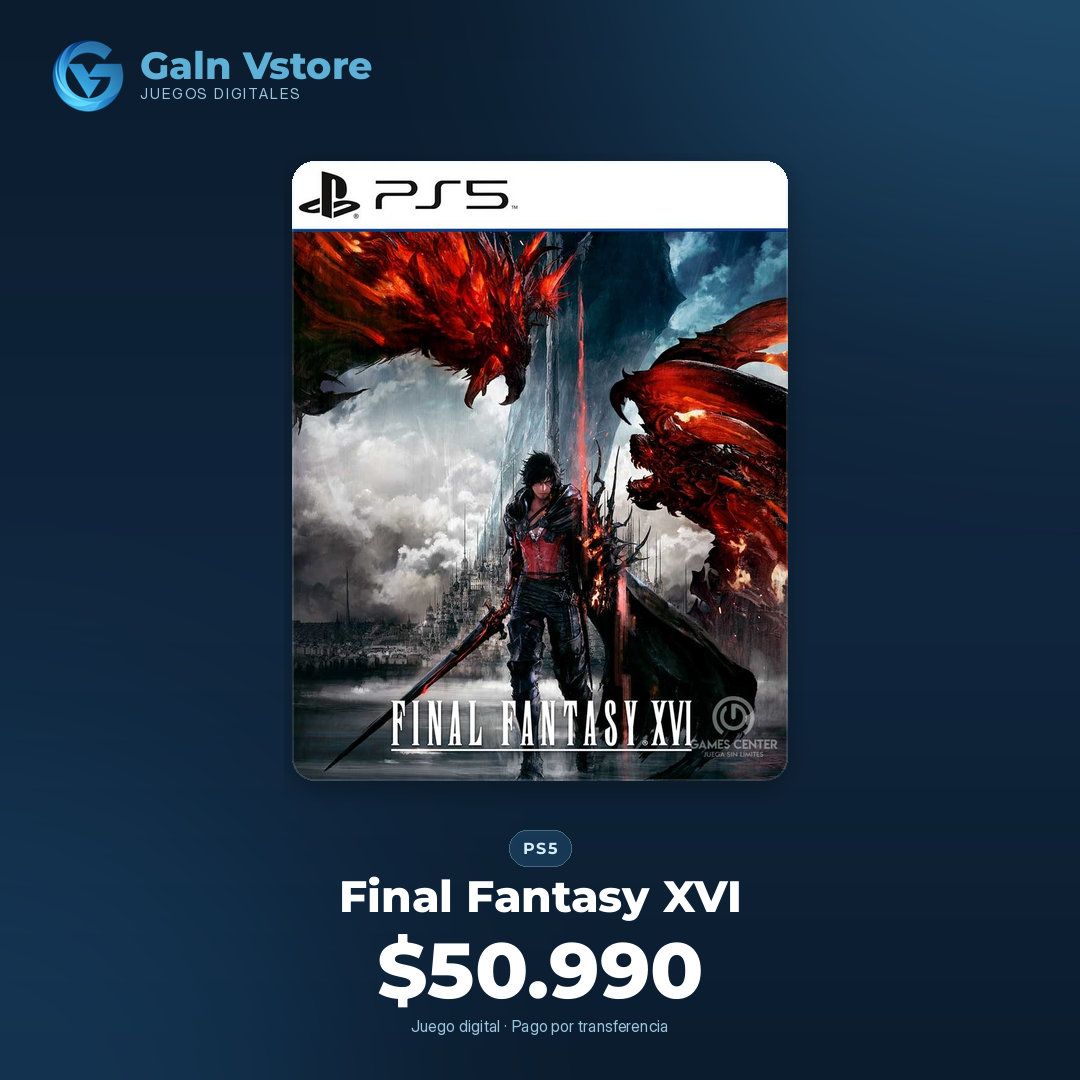 GaIn Vstore
JUEGOS DIGITALES
PS5
FINAL FANTASY XVI
GAMES CENTER
JUEGA SIN LIMITES
PS5
Final Fantasy XVI
$50.990
Juego digital · Pago por transferencia